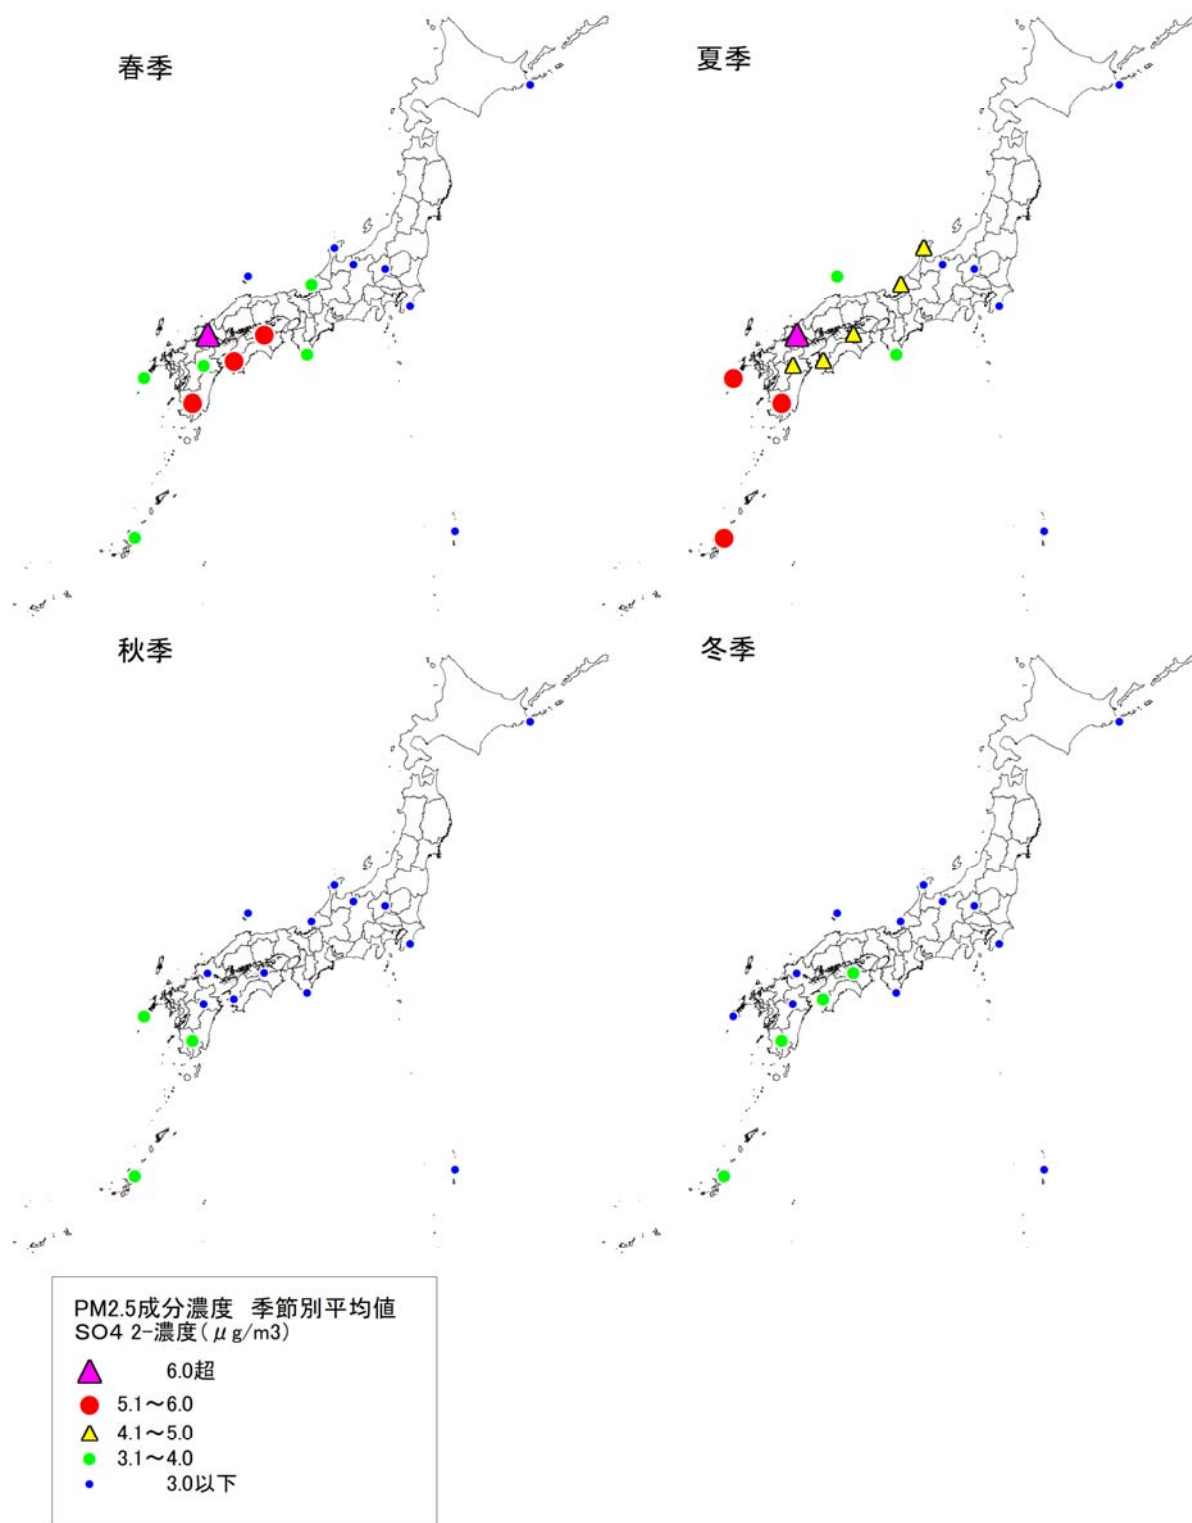 春季
夏季
秋季
冬季
PM2.5成分濃度 季節別平均値
SO4 2-濃度(μg/m3)
6.0超
5.1～6.0
4.1～5.0
3.1～4.0
3.0以下